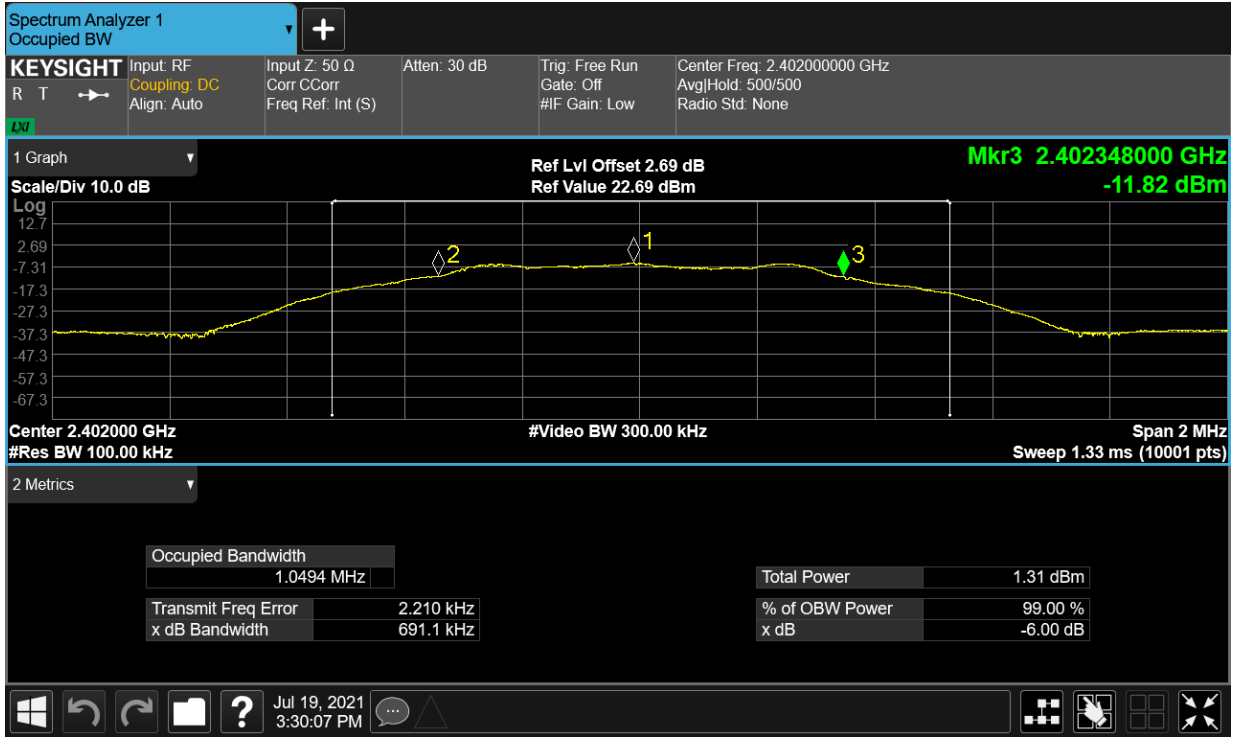 Spectrum Analyzer 1
Occupied BW
KEYSIGHT
R T
LXI
Input: RF
Coupling: DC
Align: Auto
Input Z: 50 Ω
Corr CCorr
Freq Ref: Int (S)
Atten: 30 dB
Trig: Free Run
Gate: Off
#IF Gain: Low
Center Freq: 2.402000000 GHz
Avg|Hold: 500/500
Radio Std: None
1 Graph
Scale/Div 10.0 dB
Ref Lvl Offset 2.69 dB
Ref Value 22.69 dBm
Mkr3 2.402348000 GHz
-11.82 dBm
Log
12.7
2.69
-7.31
-17.3
-27.3
-37.3
-47.3
-57.3
-67.3
2
1
3
Center 2.402000 GHz
#Video BW 300.00 kHz
Span 2 MHz
#Res BW 100.00 kHz
Sweep 1.33 ms (10001 pts)
2 Metrics
Occupied Bandwidth
1.0494 MHz
Transmit Freq Error 2.210 kHz
x dB Bandwidth 691.1 kHz
Total Power 1.31 dBm
% of OBW Power 99.00 %
x dB -6.00 dB
?
Jul 19, 2021
3:30:07 PM